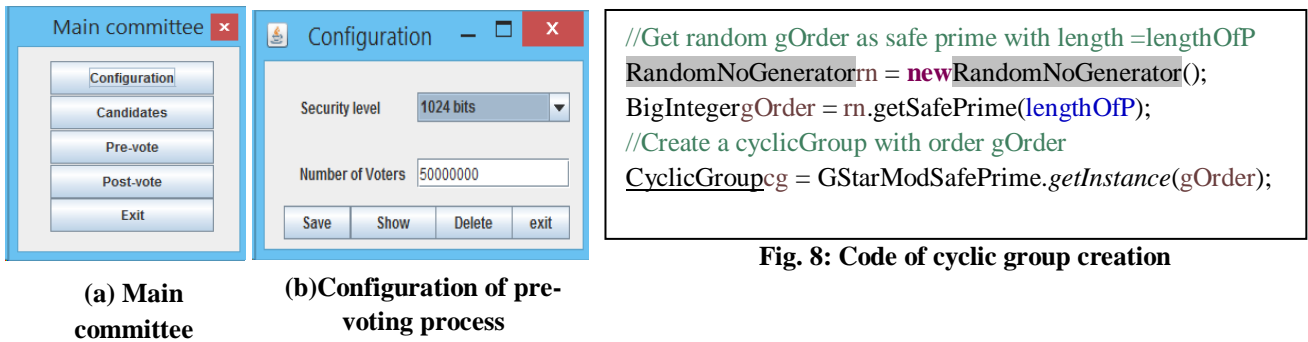 Main committee x
Configuration
Candidates
Pre-vote
Post-vote
Exit
(a) Main
committee
Configuration – x
Security level 1024 bits
Number of Voters 50000000
Save Show Delete exit
(b)Configuration of pre-
voting process
//Get random gOrder as safe prime with length =lengthOfP
RandomNoGeneratorrn = newRandomNoGenerator();
BigIntegergOrder = rn.getSafePrime(lengthOfP);
//Create a cyclicGroup with order gOrder
CyclicGroupcg = GStarModSafePrime.getInstance(gOrder);
Fig. 8: Code of cyclic group creation